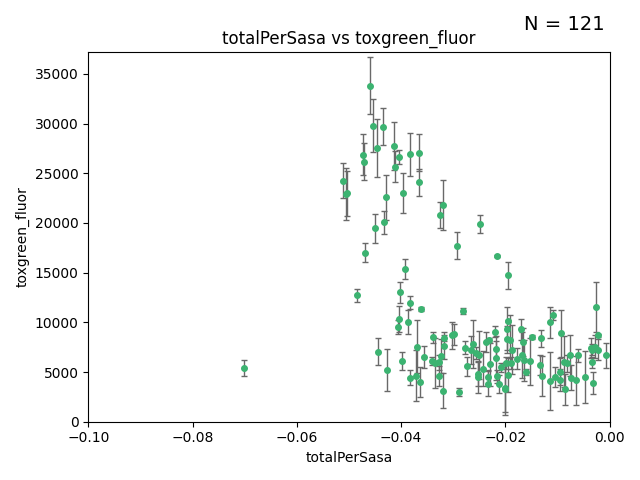 N = 121
totalPerSasa vs toxgreen_fluor
toxgreen_fluor
35000
30000
25000
20000
15000
10000
5000
0
−0.10 −0.08 −0.06 −0.04 −0.02 0.00
totalPerSasa